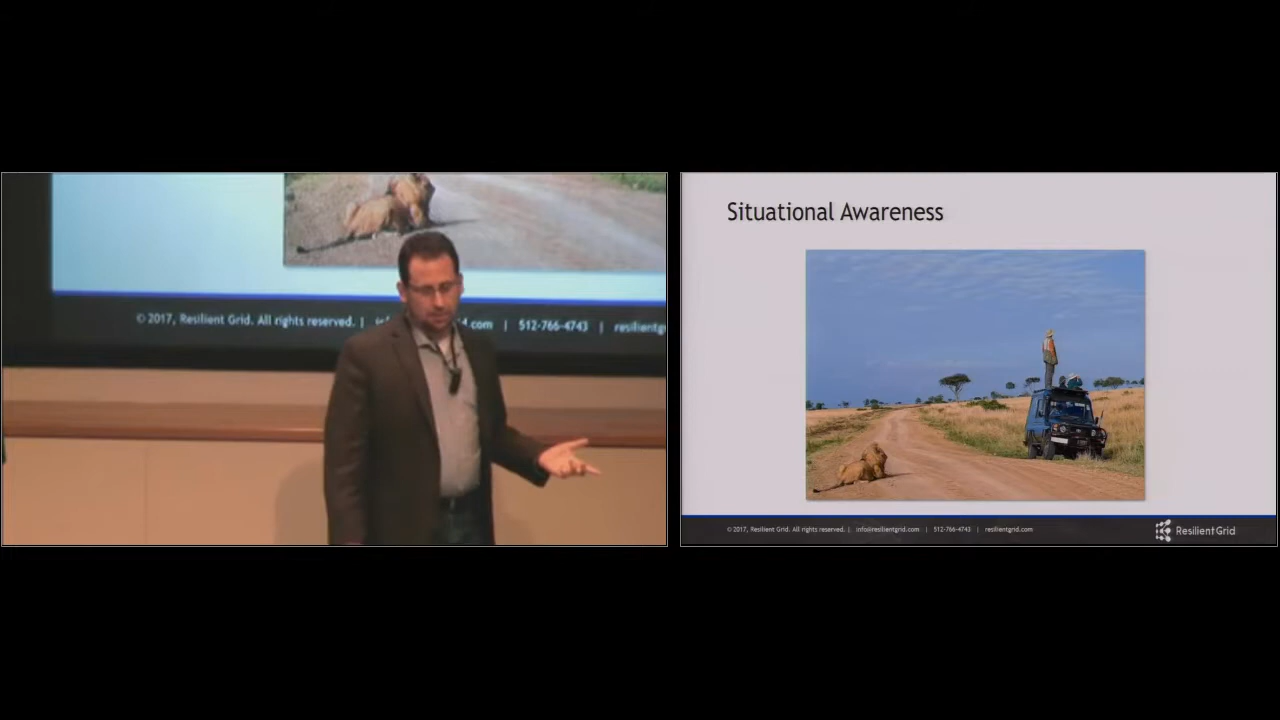 © 2017, Resilient Grid. All rights reserved. |
.com | 512-766-4743 |
Situational Awareness
© 2017, Resilient Grid. All rights reserved. | info@resilientgrid.com | 512-766-4743 | resilientgrid.com
ResilientGrid